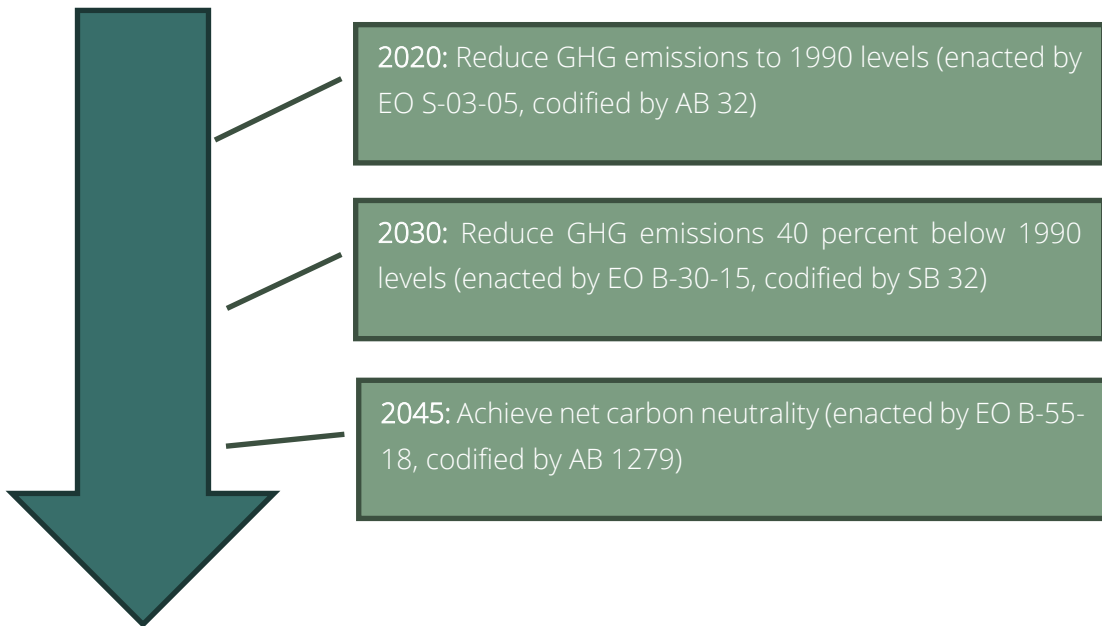 2020: Reduce GHG emissions to 1990 levels (enacted by
EO S-03-05, codified by AB 32)
2030: Reduce GHG emissions 40 percent below 1990
levels (enacted by EO B-30-15, codified by SB 32)
2045: Achieve net carbon neutrality (enacted by EO B-55-
18, codified by AB 1279)